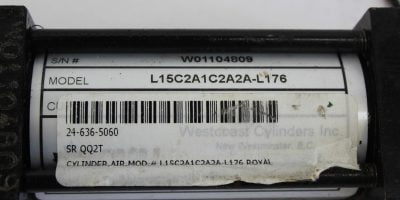 S/N # W01104809
MODEL L15C2A1C2A2A-L176
CU
24-636-5060
Westcoast Cylinders Inc.
SR QQ2T
New Westminster, B.C.
CYLINDER,AIR MOD:# L15C2A1C2A2A-L176 ROYAL